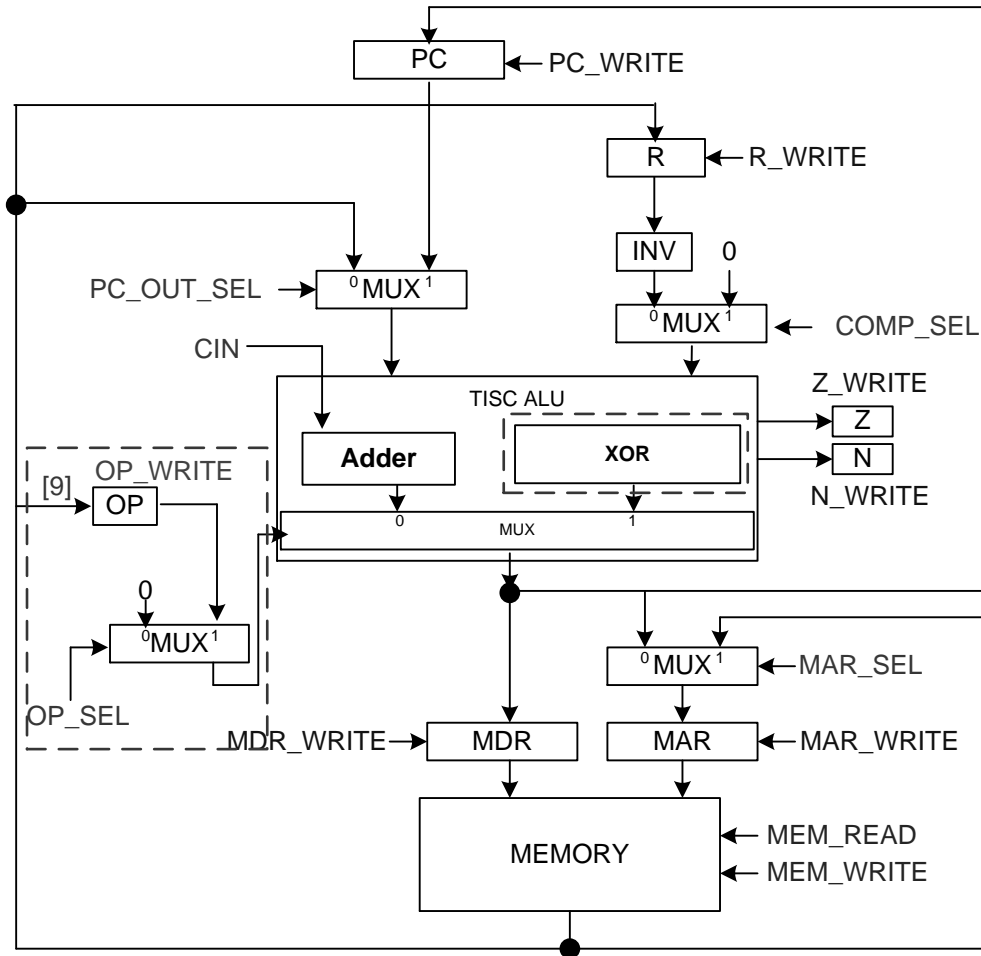 PC
PC_WRITE
R
R_WRITE
INV
0
PC_OUT_SEL
0 MUX 1
0 MUX 1
COMP_SEL
CIN
Z_WRITE
TISC ALU
Z
Adder
XOR
N
N_WRITE
OP_WRITE
[9]
OP
0
1
MUX
0
0 MUX 1
OP_SEL
0 MUX 1
MAR_SEL
MDR_WRITE
MDR
MAR
MAR_WRITE
MEMORY
MEM_READ
MEM_WRITE